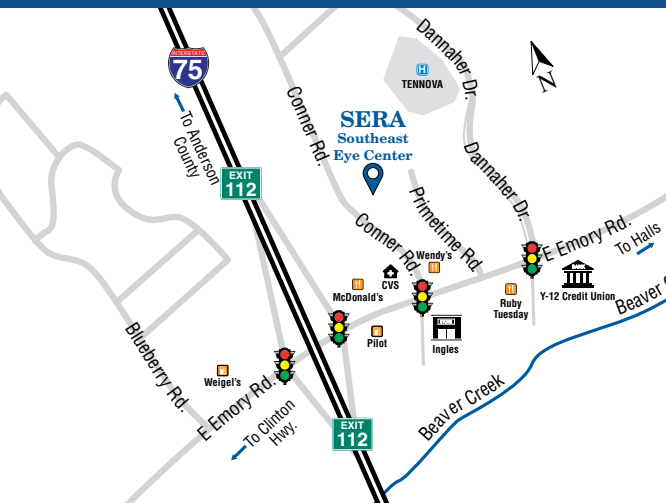 INTERSTATE
75
To Anderson
County
EXIT
112
Conner Rd.
Dannaher Dr.
H
TENNOVA
N
SERA
Southeast
Eye Center
Dannaher Dr.
Primetime Rd.
Conner Rd.
E Emory Rd.
To Halls
Wendy's
CVS
McDonald's
BANK
Y-12 Credit Union
Ruby
Tuesday
Beaver C
Pilot
Ingles
Blueberry Rd.
Weigel's
E Emory Rd.
To Clinton
Hwy.
EXIT
112
Beaver Creek